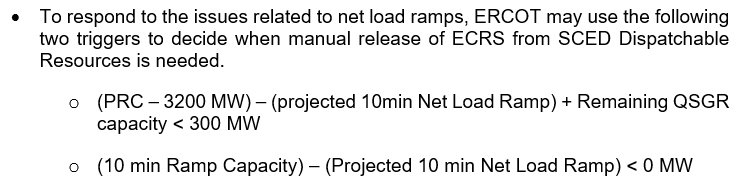 • To respond to the issues related to net load ramps, ERCOT may use the following
two triggers to decide when manual release of ECRS from SCED Dispatchable
Resources is needed.
o (PRC – 3200 MW) – (projected 10min Net Load Ramp) + Remaining QSGR
capacity < 300 MW
o (10 min Ramp Capacity) – (Projected 10 min Net Load Ramp) < 0 MW